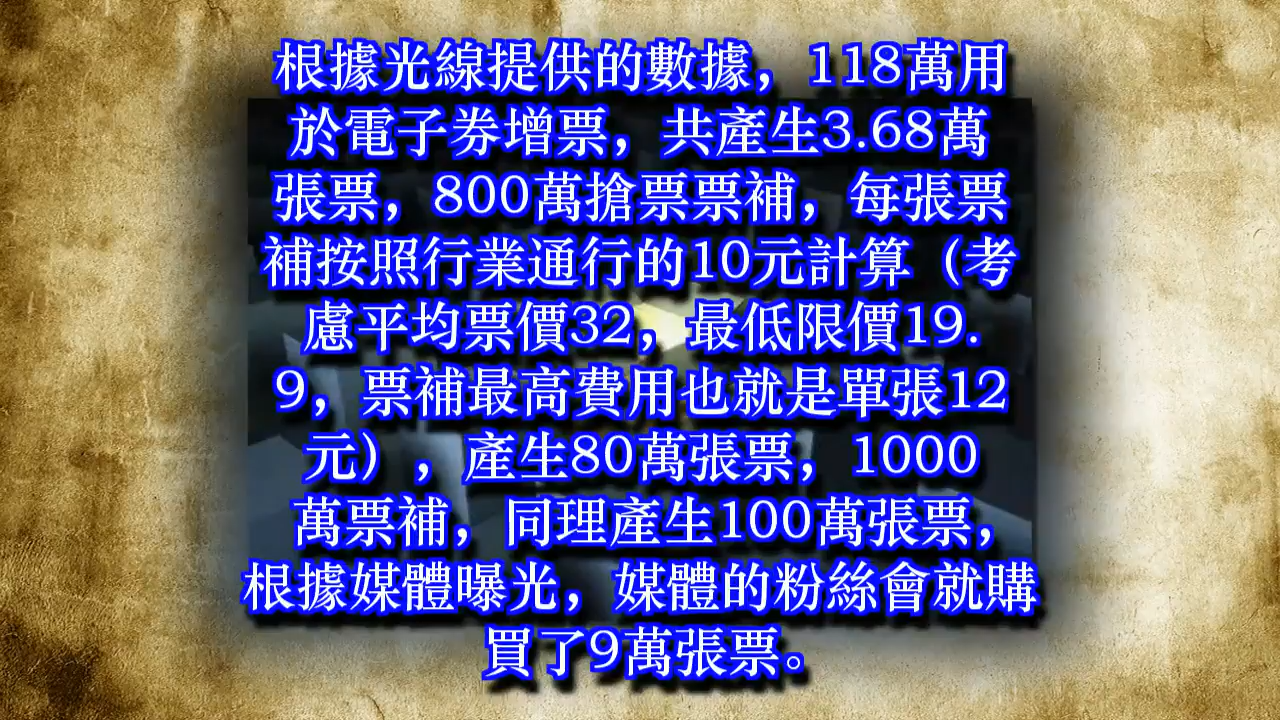 根據光線提供的數據，118萬用
於電子券增票，共產生3.68萬
張票，800萬搶票票補，每張票
補按照行業通行的10元計算（考
慮平均票價32，最低限價19.
9，票補最高費用也就是單張12
元），產生80萬張票，1000
萬票補，同理產生100萬張票，
根據媒體曝光，媒體的粉絲會就購
買了9萬張票。